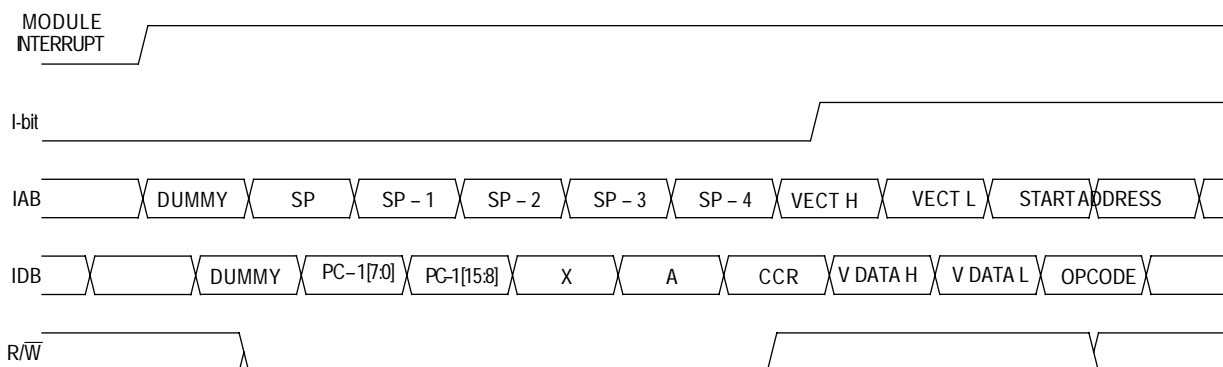 MODULE
INTERRUPT
I-bit
IAB DUMMY SP SP – 1 SP – 2 SP – 3 SP – 4 VECT H VECT L START ADDRESS
IDB DUMMY PC – 1[7:0] PC-1[15:8] X A CCR V DATA H V DATA L OPCODE
R/W̅